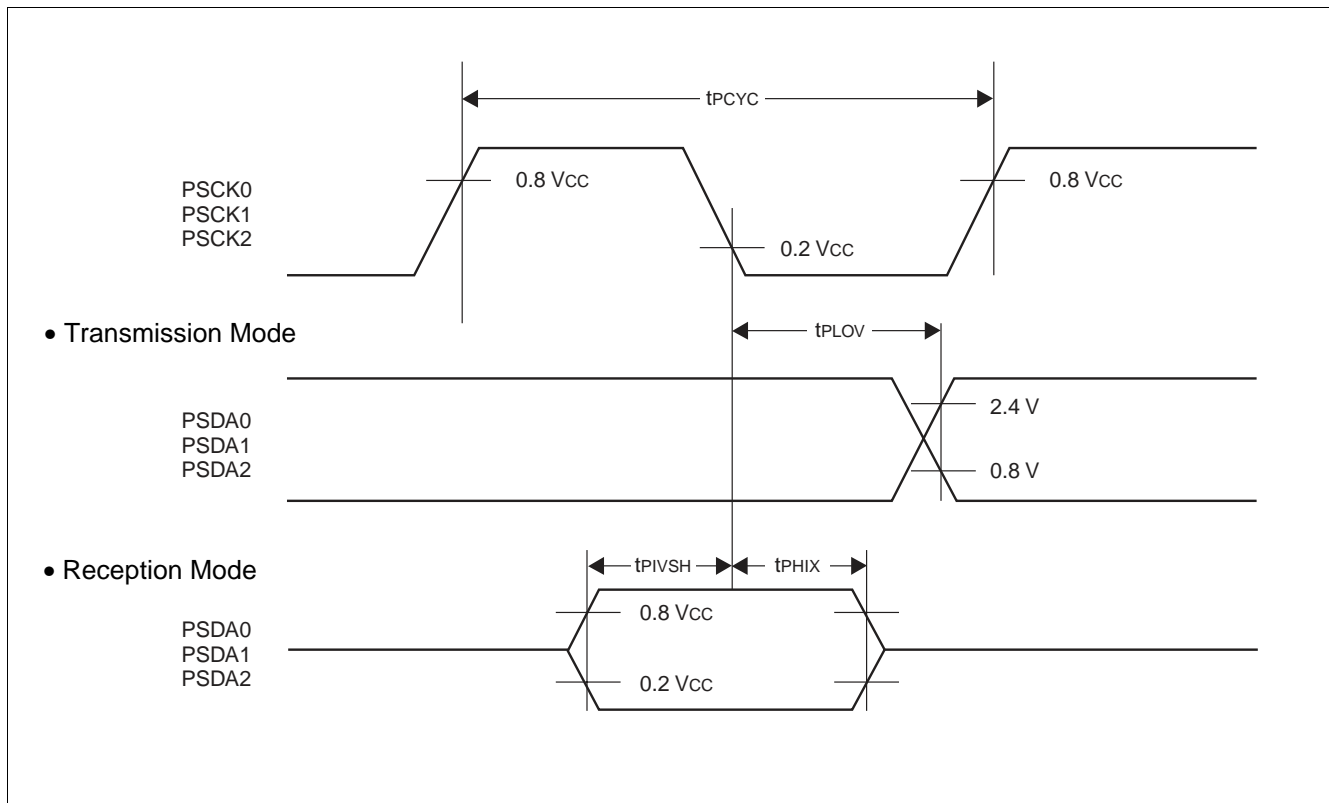 tPCYC
PSCK0
PSCK1
PSCK2
0.8 VCC
0.8 VCC
0.2 VCC
• Transmission Mode
tPLOV
PSDA0
PSDA1
PSDA2
2.4 V
0.8 V
• Reception Mode
tPIVSH
tPHIX
PSDA0
PSDA1
PSDA2
0.8 VCC
0.2 VCC